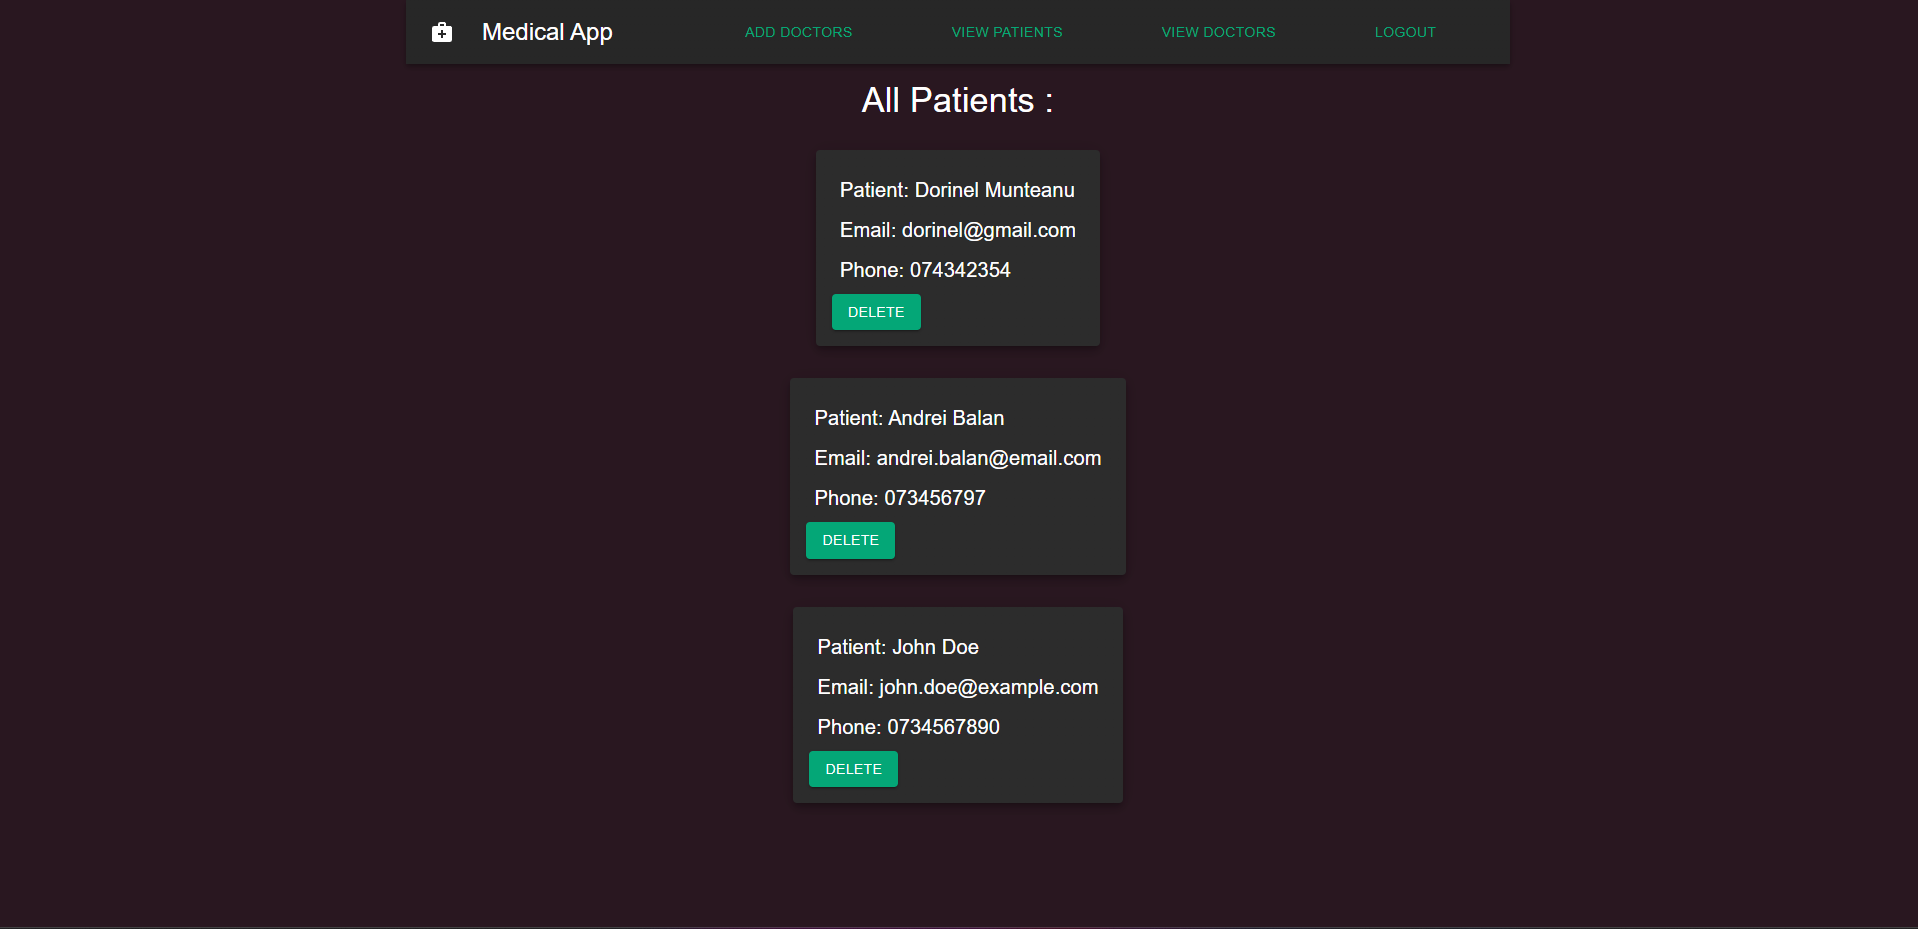 Medical App
ADD DOCTORS
VIEW PATIENTS
VIEW DOCTORS
LOGOUT
All Patients :
Patient: Dorinel Munteanu
Email: dorinel@gmail.com
Phone: 074342354
DELETE
Patient: Andrei Balan
Email: andrei.balan@email.com
Phone: 073456797
DELETE
Patient: John Doe
Email: john.doe@example.com
Phone: 0734567890
DELETE